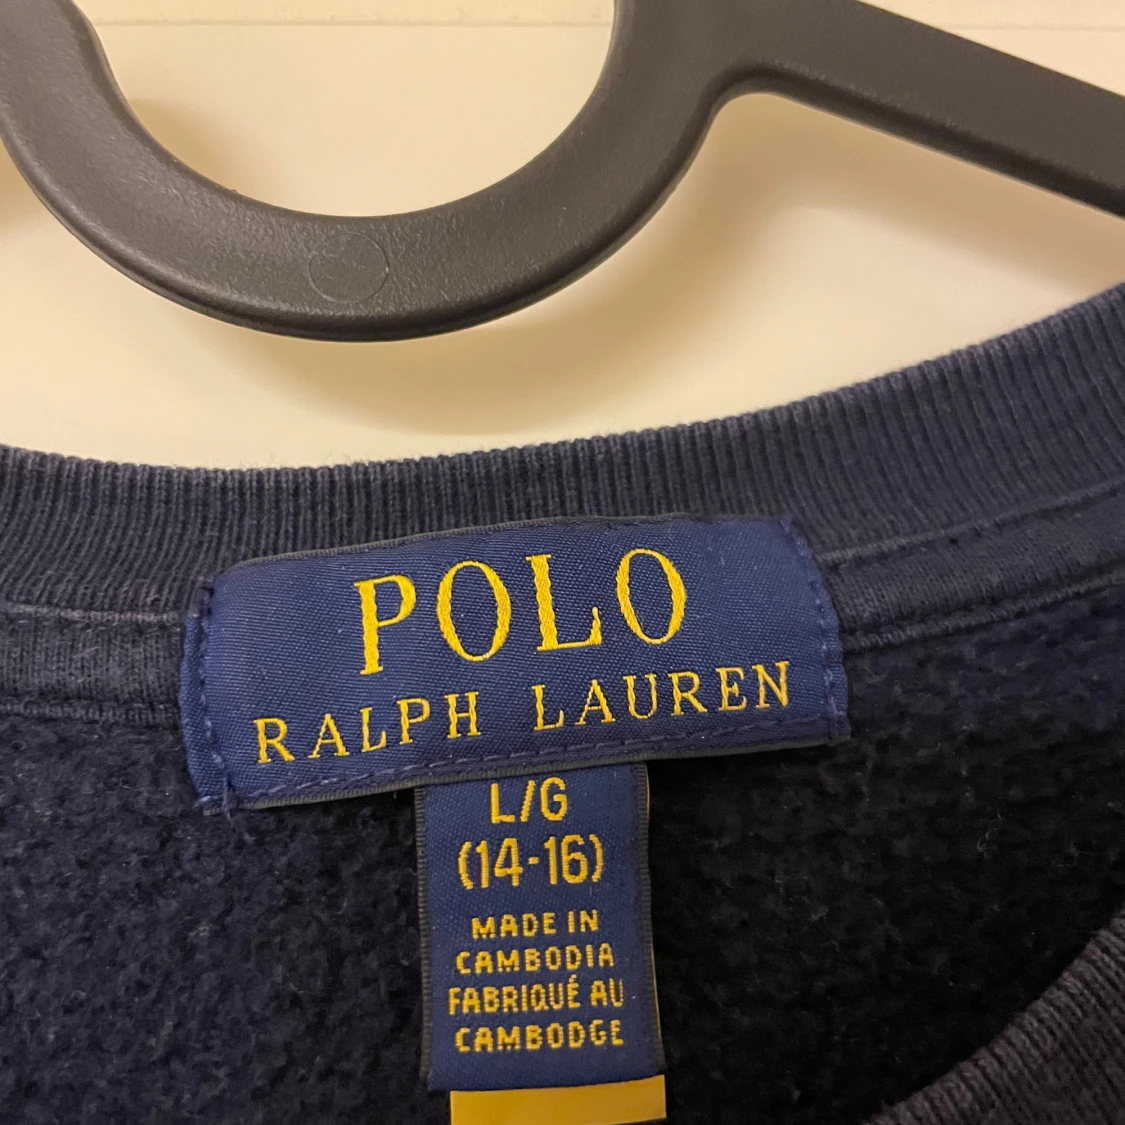 POLO
RALPH LAUREN
L/G
(14-16)
MADE IN
CAMBODIA
FABRIQUÉ AU
CAMBODGE